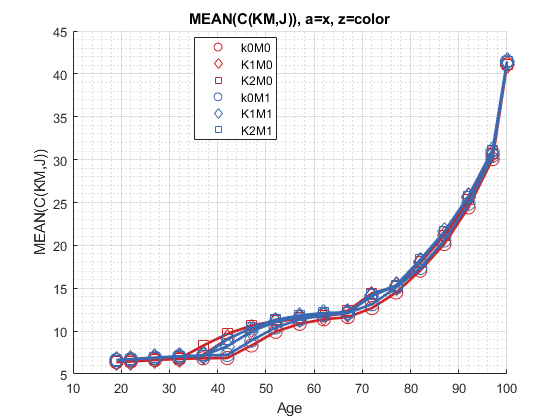 MEAN(C(KM,J)), a=x, z=color
k0M0
K1M0
K2M0
k0M1
K1M1
K2M1
MEAN(C(KM,J))
45
40
35
30
25
20
15
10
5
10 20 30 40 50 60 70 80 90 100
Age